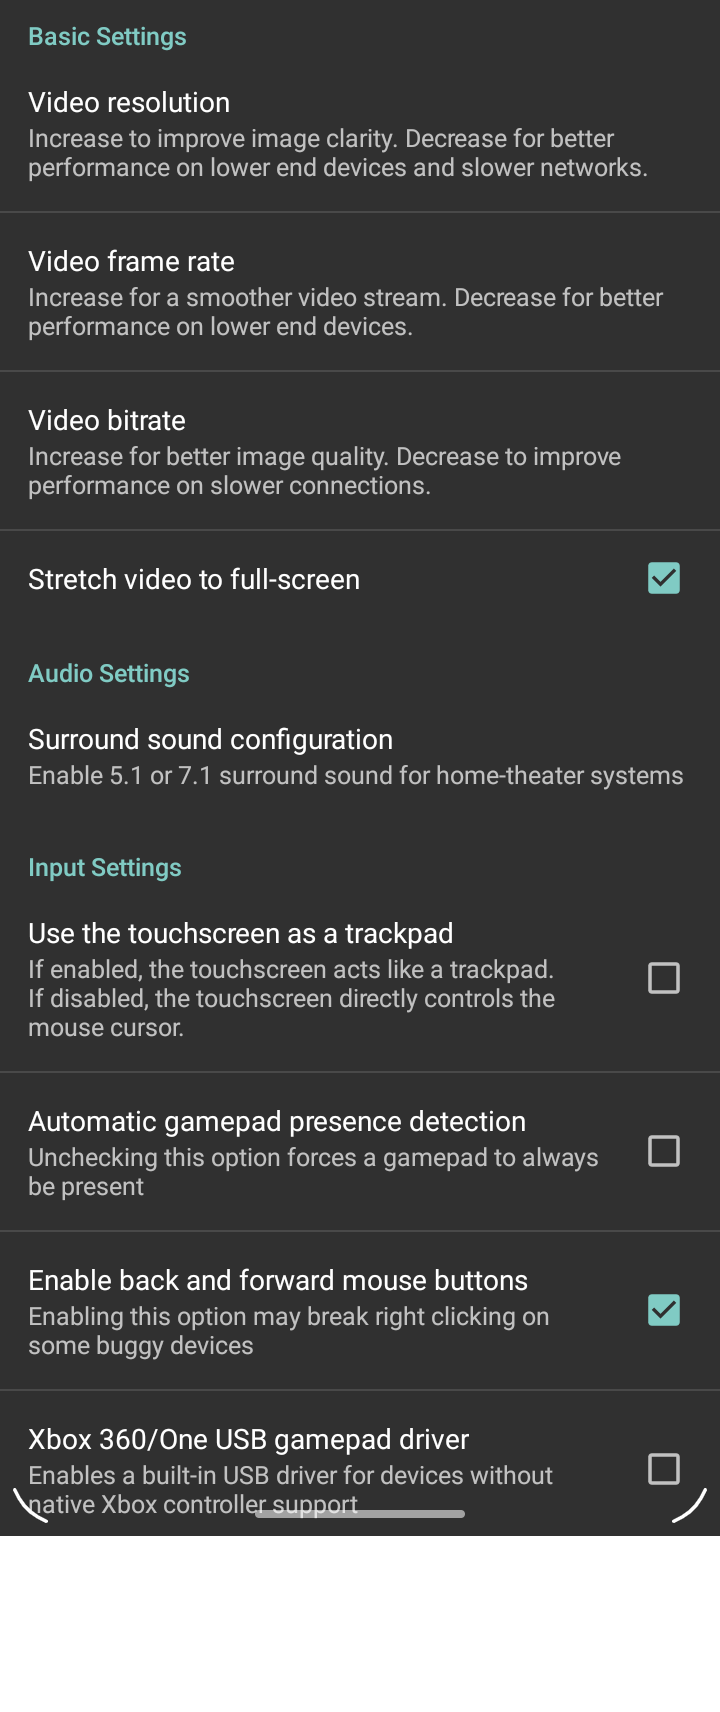 Basic Settings
Video resolution
Increase to improve image clarity. Decrease for better
performance on lower end devices and slower networks.
Video frame rate
Increase for a smoother video stream. Decrease for better
performance on lower end devices.
Video bitrate
Increase for better image quality. Decrease to improve
performance on slower connections.
Stretch video to full-screen
Audio Settings
Surround sound configuration
Enable 5.1 or 7.1 surround sound for home-theater systems
Input Settings
Use the touchscreen as a trackpad
If enabled, the touchscreen acts like a trackpad.
If disabled, the touchscreen directly controls the
mouse cursor.
Automatic gamepad presence detection
Unchecking this option forces a gamepad to always
be present
Enable back and forward mouse buttons
Enabling this option may break right clicking on
some buggy devices
Xbox 360/One USB gamepad driver
Enables a built-in USB driver for devices without
native Xbox controller support